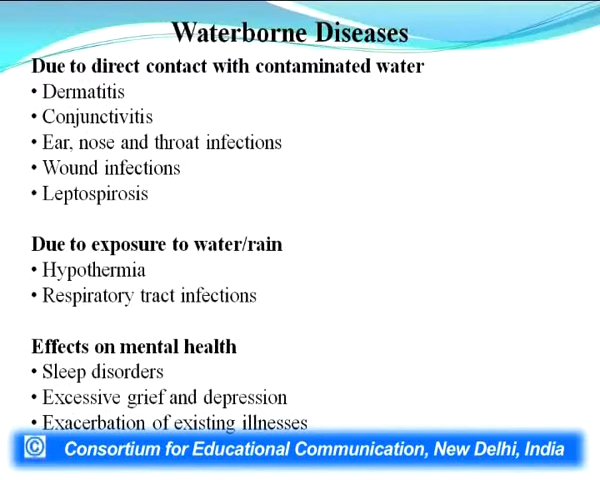 Waterborne Diseases
Due to direct contact with contaminated water
• Dermatitis
• Conjunctivitis
• Ear, nose and throat infections
• Wound infections
• Leptospirosis
Due to exposure to water/rain
• Hypothermia
• Respiratory tract infections
Effects on mental health
• Sleep disorders
• Excessive grief and depression
• Exacerbation of existing illnesses
© Consortium for Educational Communication, New Delhi, India